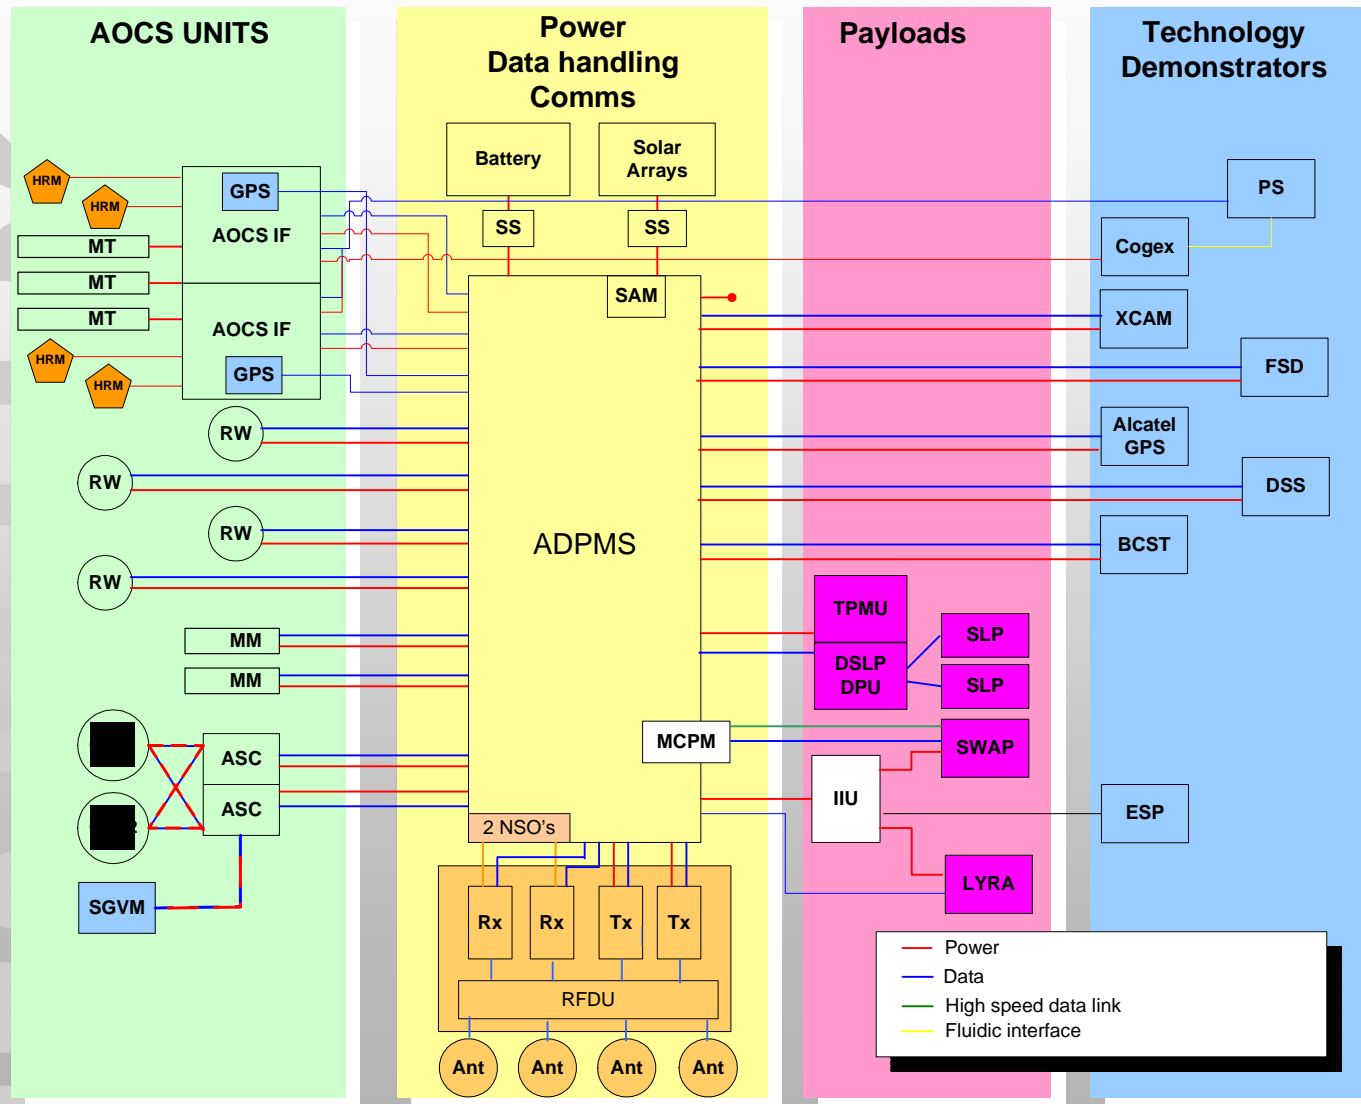 AOCS UNITS
HRM
HRM
GPS
AOCS IF
MT
MT
MT
AOCS IF
HRM
HRM
GPS
RW
RW
RW
RW
MM
MM
ASC
ASC
SGVM
Power
Data handling
Comms
Battery
Solar
Arrays
SS
SS
SAM
ADPMS
MCPM
2 NSO's
Rx
Rx
Tx
Tx
RFDU
Ant
Ant
Ant
Ant
Payloads
TPMU
DSLP
DPU
SLP
SLP
SWAP
IIU
LYRA
Technology
Demonstrators
PS
Cogex
XCAM
FSD
Alcatel
GPS
DSS
BCST
ESP
Power
Data
High speed data link
Fluidic interface